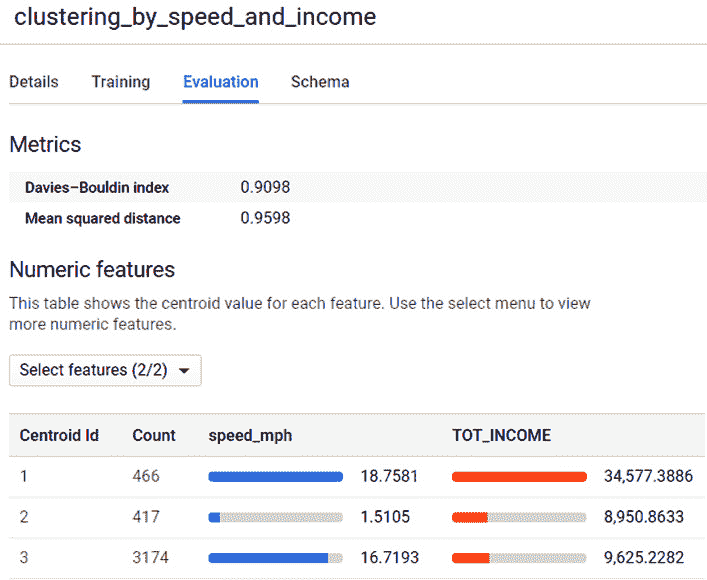 clustering_by_speed_and_income
Details Training Evaluation Schema
Metrics
Davies–Bouldin index 0.9098
Mean squared distance 0.9598
Numeric features
This table shows the centroid value for each feature. Use the select menu to view
more numeric features.
Select features (2/2)
Centroid Id Count speed_mph TOT_INCOME
1 466 18.7581 34,577.3886
2 417 1.5105 8,950.8633
3 3174 16.7193 9,625.2282